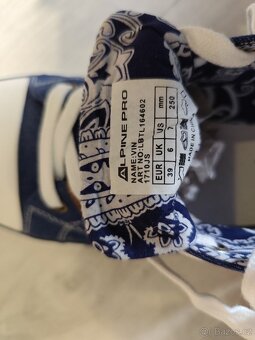 ALPINE PRO
NAME:VIN
ART.NO:LBTL164602
1710JS
EUR UK US mm
39 6 7 250